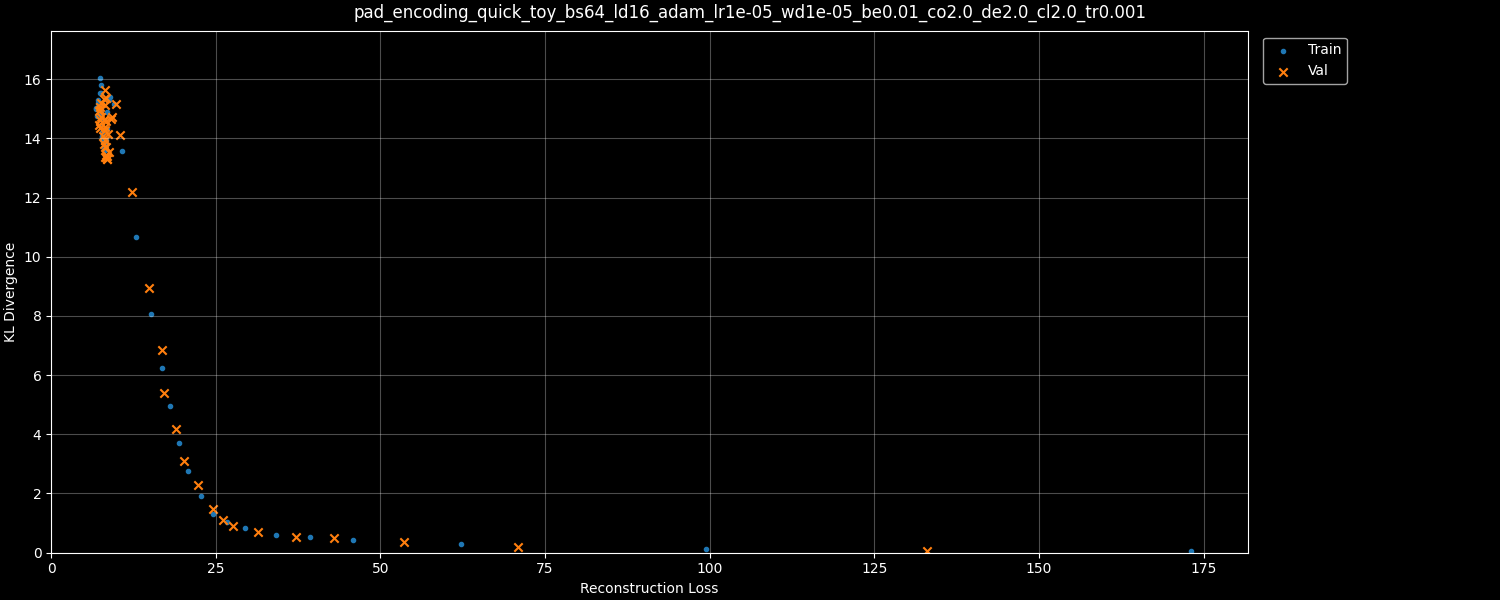 pad_encoding_quick_toy_bs64_ld16_adam_lr1e-05_wd1e-05_be0.01_co2.0_de2.0_cl2.0_tr0.001
Train
Val
KL Divergence
16
14
12
10
8
6
4
2
0
0 25 50 75 100 125 150 175
Reconstruction Loss